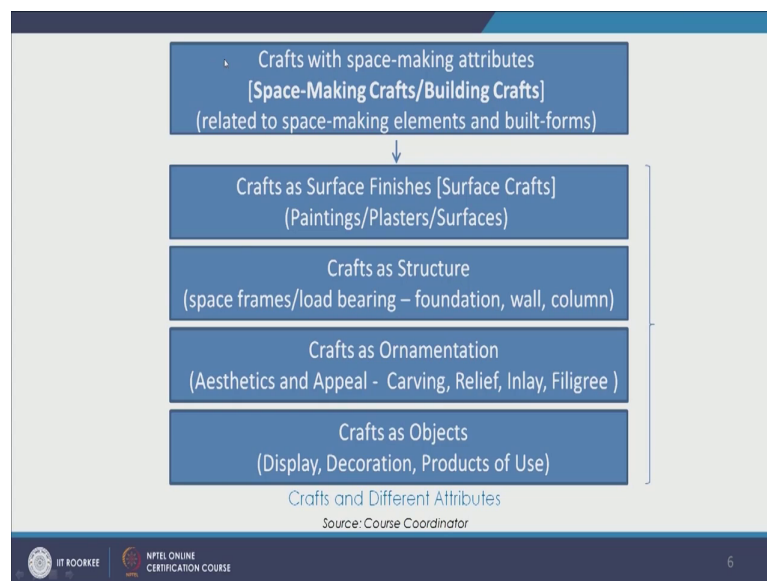 Crafts with space-making attributes
[Space-Making Crafts/Building Crafts]
(related to space-making elements and built-forms)
Crafts as Surface Finishes [Surface Crafts]
(Paintings/Plasters/Surfaces)
Crafts as Structure
(space frames/load bearing – foundation, wall, column)
Crafts as Ornamentation
(Aesthetics and Appeal - Carving, Relief, Inlay, Filigree )
Crafts as Objects
(Display, Decoration, Products of Use)
Crafts and Different Attributes
Source: Course Coordinator
IIT ROORKEE
NPTEL ONLINE
CERTIFICATION COURSE
6